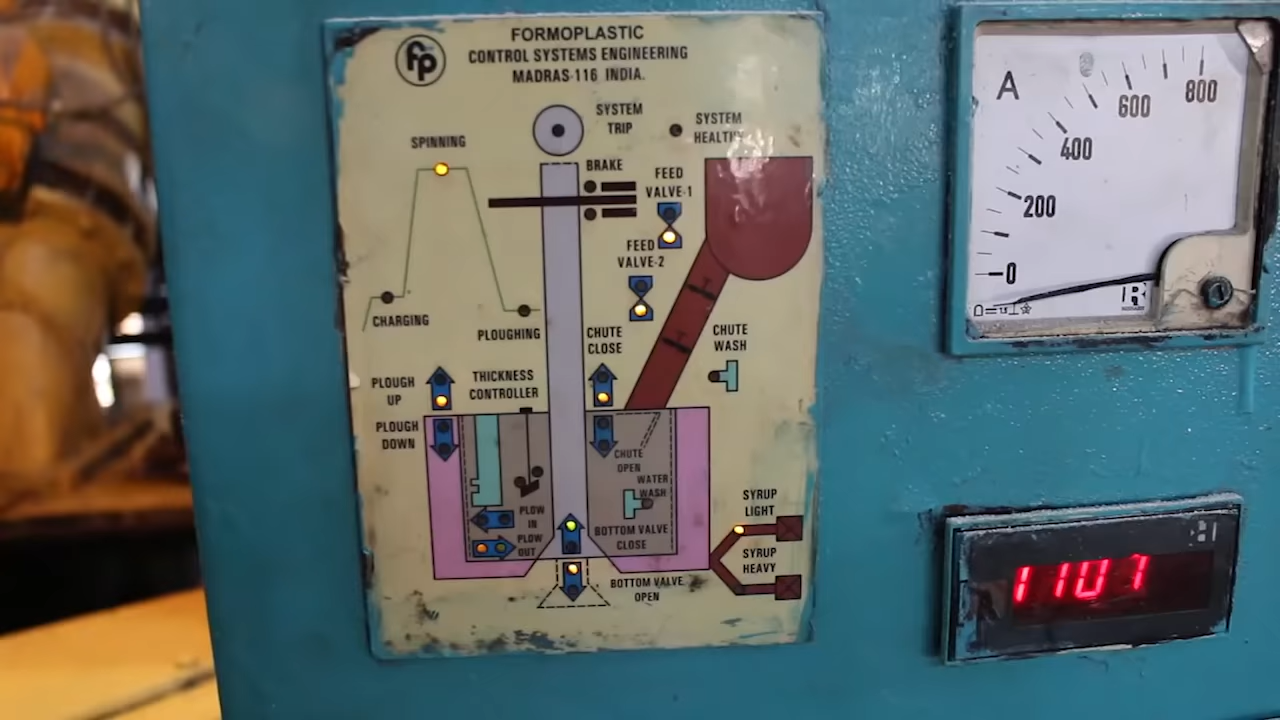 fp
FORMOPLASTIC
CONTROL SYSTEMS ENGINEERING
MADRAS-116 INDIA.
SYSTEM
TRIP
SYSTEM
HEALTHY
SPINNING
BRAKE
FEED
VALVE-1
FEED
VALVE-2
CHARGING
PLOUGHING
CHUTE
CLOSE
CHUTE
WASH
PLOUGH
UP
THICKNESS
CONTROLLER
PLOUGH
DOWN
CHUTE
OPEN
WATER
WASH
PLOW
IN
PLOW
OUT
BOTTOM VALVE
CLOSE
SYRUP
LIGHT
SYRUP
HEAVY
BOTTOM VALVE
OPEN
A
800
600
400
200
0
1107